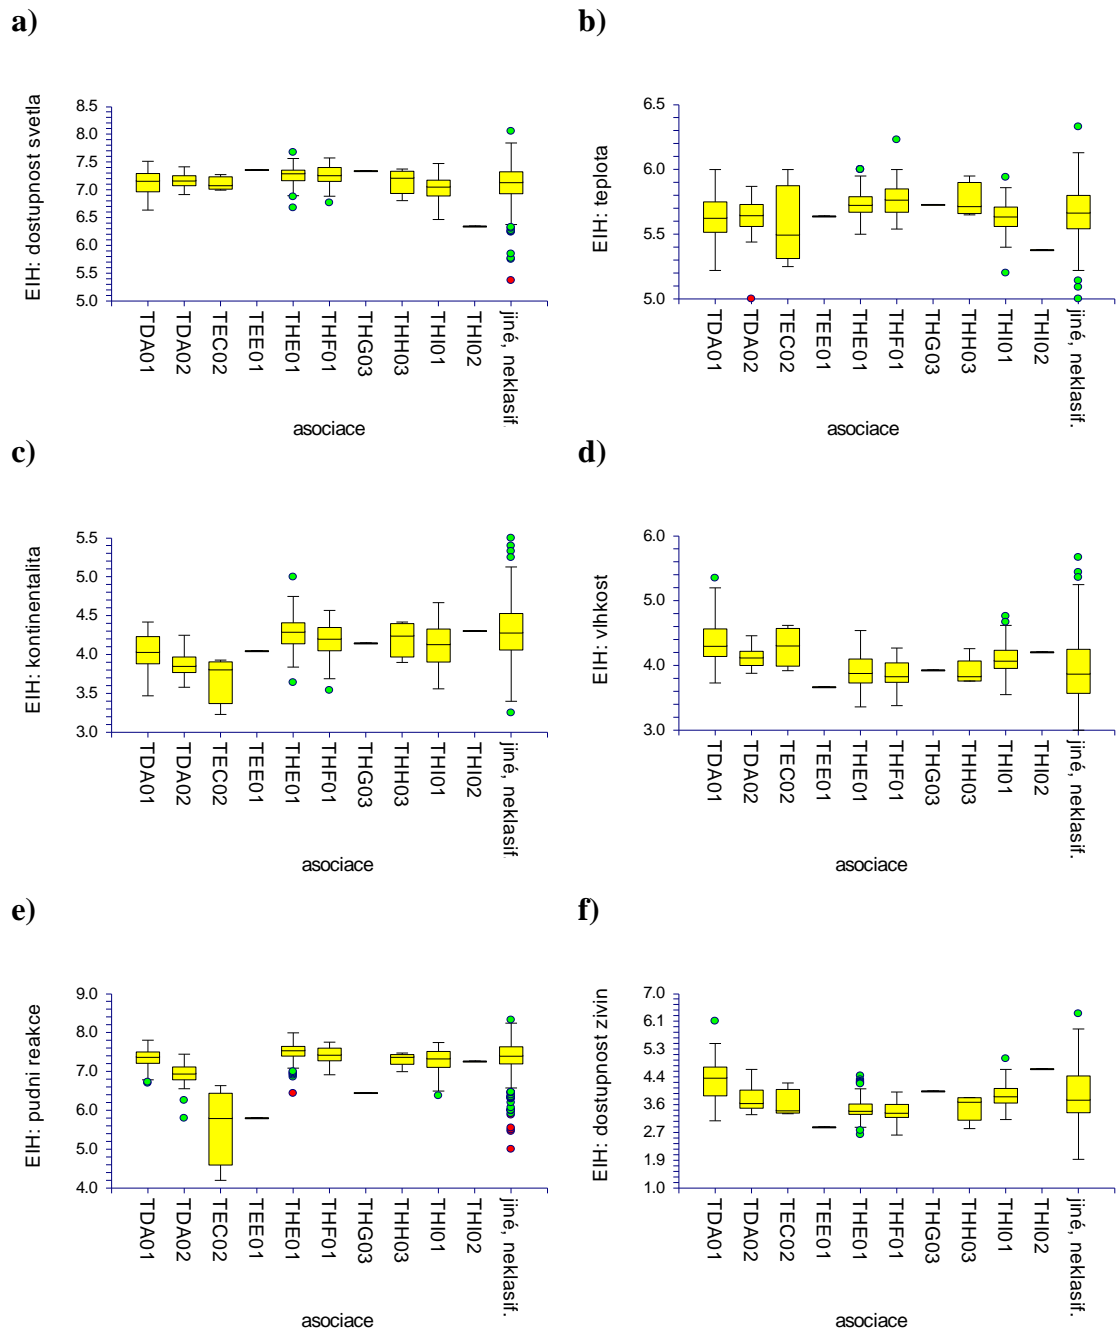 a)
EIH: dostupnost svetla
8.5
8.0
7.5
7.0
6.5
6.0
5.5
5.0
TDA01
TDA02
TEC02
TEE01
THE01
THF01
THG03
THH03
THI01
THI02
jiné, neklasif.
asociace
b)
EIH: teplota
6.5
6.0
5.5
5.0
TDA01
TDA02
TEC02
TEE01
THE01
THF01
THG03
THH03
THI01
THI02
jiné, neklasif.
asociace
c)
EIH: kontinentalita
5.5
5.0
4.5
4.0
3.5
3.0
TDA01
TDA02
TEC02
TEE01
THE01
THF01
THG03
THH03
THI01
THI02
jiné, neklasif.
asociace
d)
EIH: vlhkost
6.0
5.0
4.0
3.0
TDA01
TDA02
TEC02
TEE01
THE01
THF01
THG03
THH03
THI01
THI02
jiné, neklasif.
asociace
e)
EIH: pudni reakce
9.0
8.0
7.0
6.0
5.0
4.0
TDA01
TDA02
TEC02
TEE01
THE01
THF01
THG03
THH03
THI01
THI02
jiné, neklasif.
asociace
f)
EIH: dostupnost zivin
7.0
6.1
5.3
4.4
3.6
2.7
1.9
1.0
TDA01
TDA02
TEC02
TEE01
THE01
THF01
THG03
THH03
THI01
THI02
jiné, neklasif.
asociace